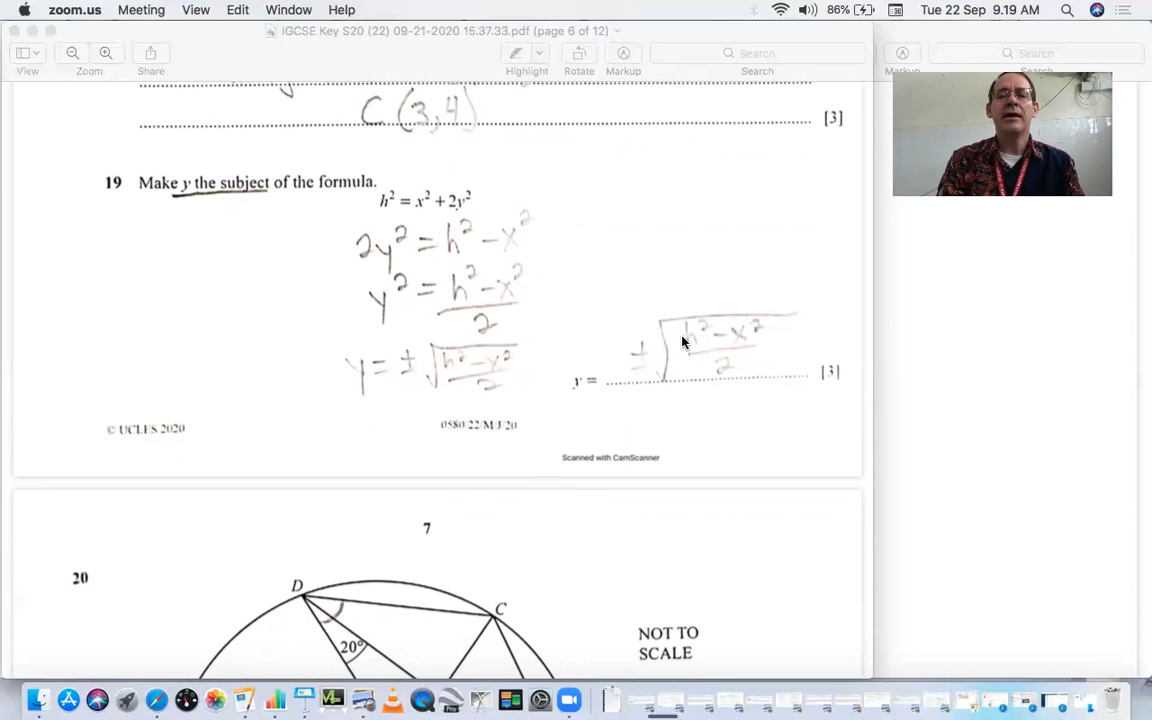 zoom.us Meeting View Edit Window Help 86% Tue 22 Sep 9.19 AM
IGCSE Key S20 (22) 09-21-2020 15.37.33.pdf (page 6 of 12)
Search Search
View Zoom Share Highlight Rotate Markup Search Markup Search
C (3,4)
[3]
19 Make y the subject of the formula.
h² = x² + 2y²
2y² = h² - x²
y² = h² - x² / 2
y = ± √(h² - x² / 2)
y = ± √(h² - x² / 2) [3]
© UCLES 2020 0580/22/M/J/20
Scanned with CamScanner
7
20
D
C
20°
NOT TO
SCALE